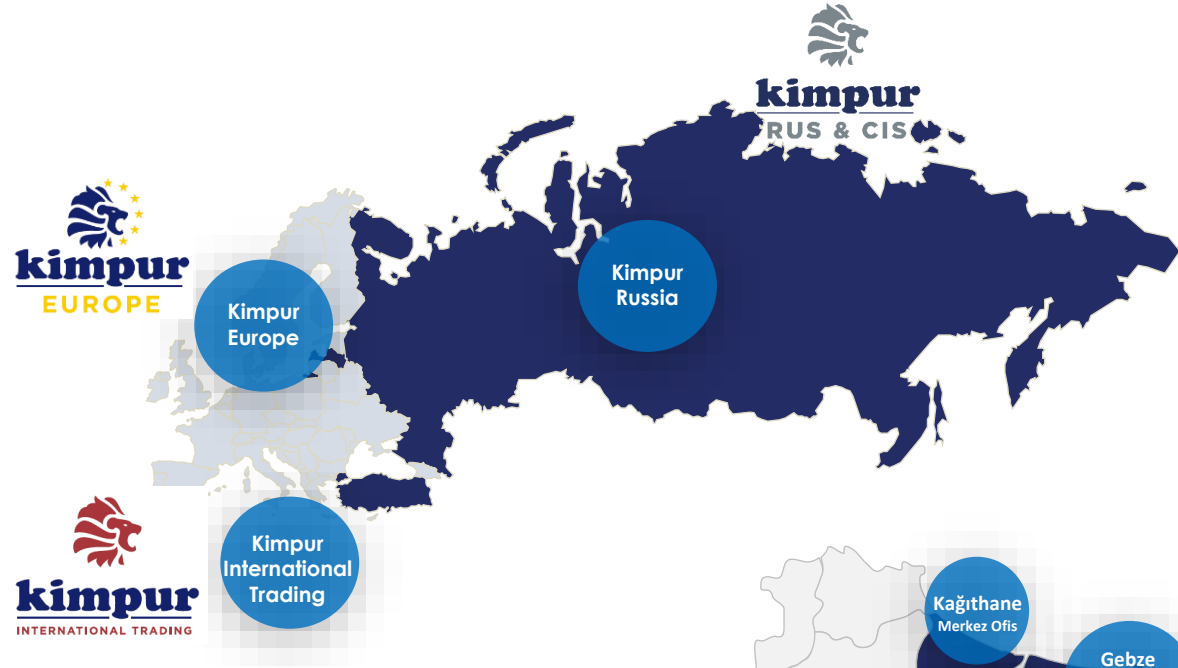 kimpur
RUS & CIS
kimpur
EUROPE
Kimpur
Europe
Kimpur
Russia
kimpur
INTERNATIONAL TRADING
Kimpur
International
Trading
Kağıthane
Merkez Ofis
Gebze